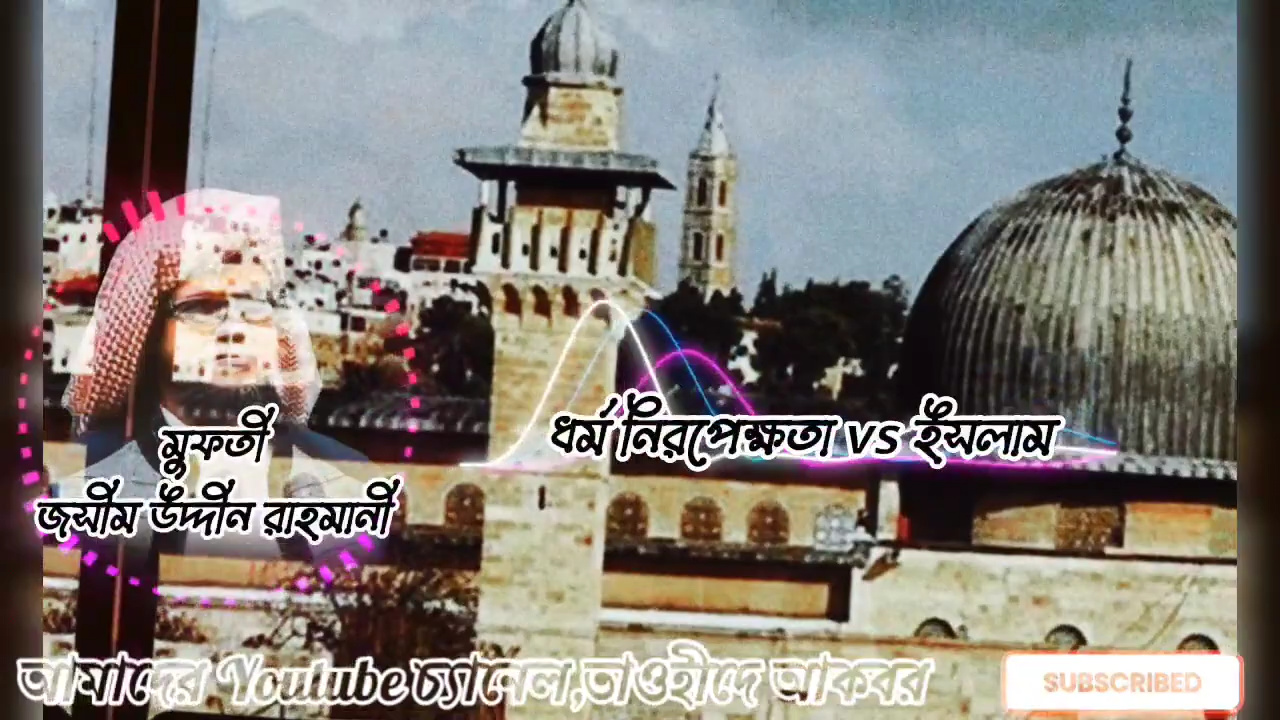 মুফতী
জসীম উদ্দীন রাহমানী
ধর্ম নিরপেক্ষতা vs ইসলাম
আমাদের Youtube চ্যানেল,তাওহীদে আকবর
SUBSCRIBED